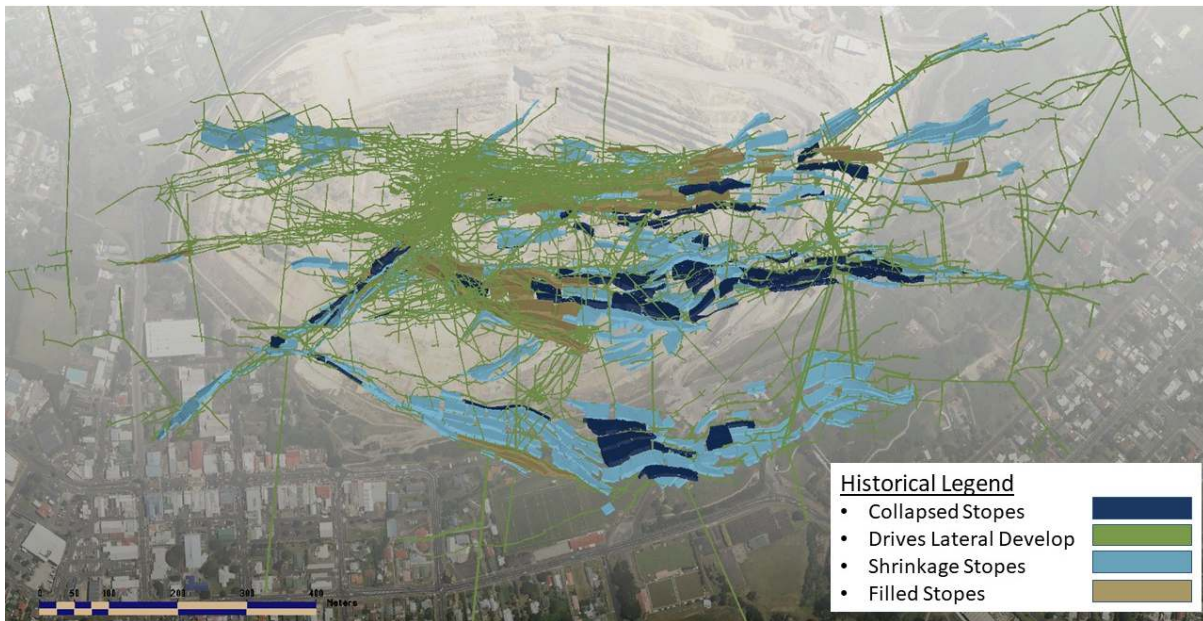 Historical Legend
• Collapsed Stopes
• Drives Lateral Develop
• Shrinkage Stopes
• Filled Stopes
0 50 100 200 300 400
Meters